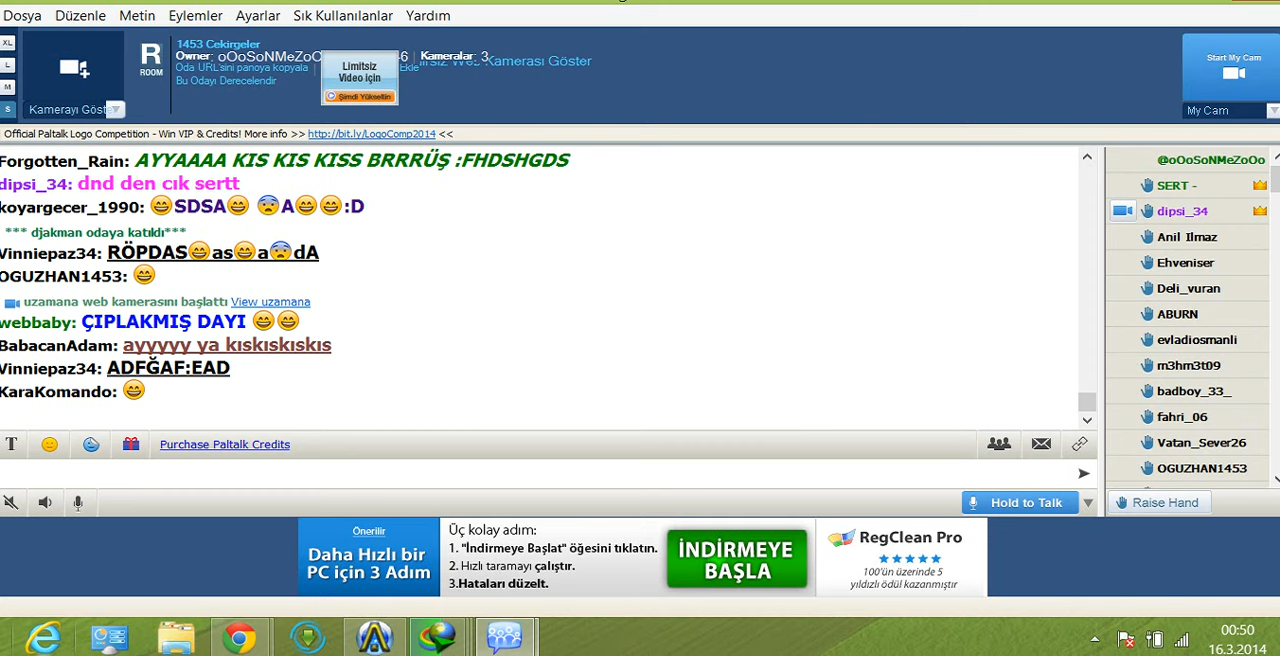 Dosya Düzenle Metin Eylemler Ayarlar Sık Kullanılanlar Yardım
XL
L
M
S
Kamerayı Göst
R
ROOM
1453 Cekirgeler
Owner: oOoSoNMeZoO 6 | Kameralar: 3
Oda URL'sini panoya kopyala | Ekle
Bu Odayı Derecelendir
Limitsiz
Video için
Şimdi Yükseltin
Web Kamerası Göster
Start My Cam
My Cam
Official Paltalk Logo Competition - Win VIP & Credits! More info >> http://bit.ly/LogoComp2014 <<
Forgotten_Rain: AYYAAAA KIS KIS KISS BRRRÜŞ :FHDSHGDS
dipsi_34: dnd den cık sertt
koyargecer_1990: 😄SDSA😄 😨A😄😄:D
*** djakman odaya katıldı***
Vinniepaz34: RÖPDAS😄as😄a😨dA
OGUZHAN1453: 😄
uzamana web kamerasını başlattı View uzamana
webbaby: ÇIPLAKMIŞ DAYI 😄😄
BabacanAdam: ayyyyy ya kıskıskıskıs
Vinniepaz34: ADFĞAF:EAD
KaraKomando: 😄
@oOoSoNMeZoOo
SERT -
dipsi_34
Anil Ilmaz
Ehveniser
Deli_vuran
ABURN
evladiosmanli
m3hm3t09
badboy_33_
fahri_06
Vatan_Sever26
OGUZHAN1453
T Purchase Paltalk Credits
Hold to Talk
Raise Hand
Önerilir
Daha Hızlı bir
PC için 3 Adım
Üç kolay adım:
1. "İndirmeye Başlat" öğesini tıklatın.
2. Hızlı taramayı çalıştır.
3.Hataları düzelt.
İNDİRMEYE
BAŞLA
RegClean Pro
100'ün üzerinde 5
yıldızlı ödül kazanmıştır
00:50
16.3.2014